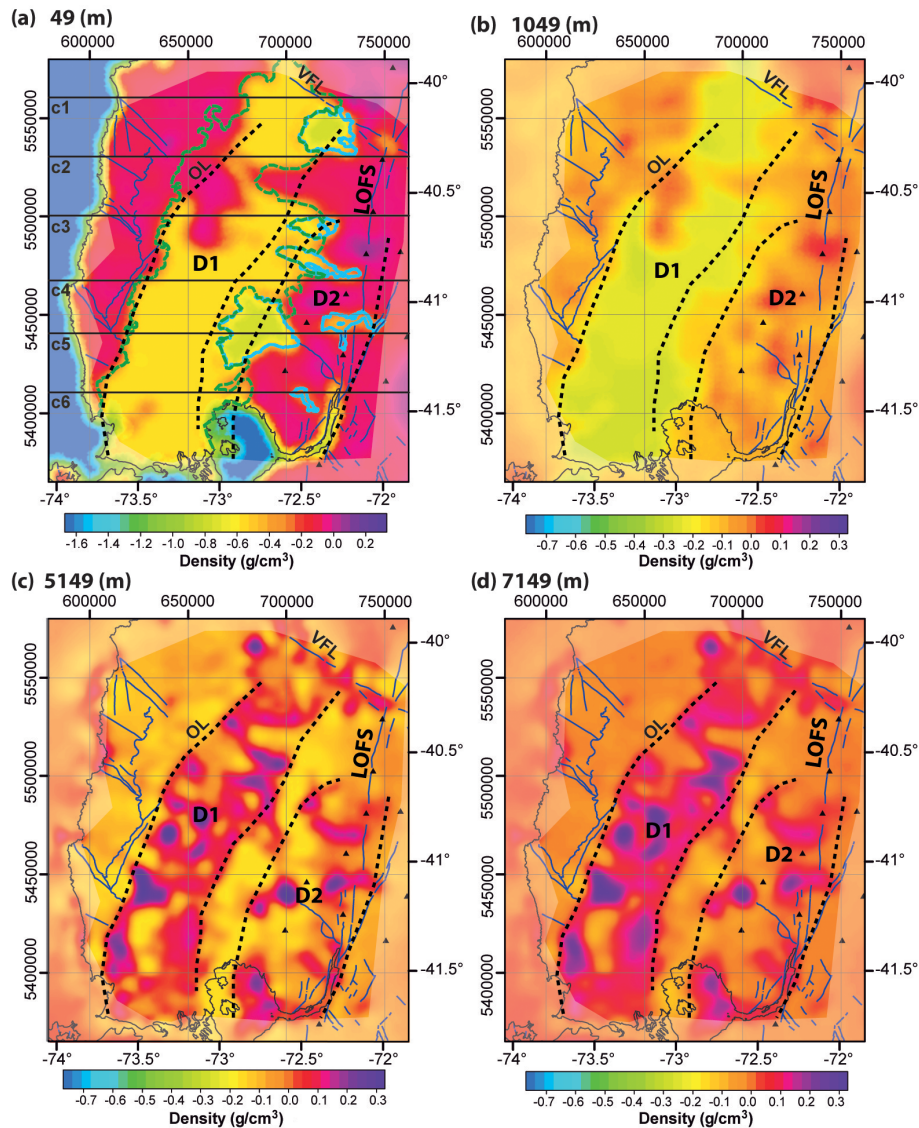 (a) 49 (m)
600000 650000 700000 750000
(b) 1049 (m)
600000 650000 700000 750000
VFL
-40°
c1
5550000
c2
OL
LOFS
-40.5°
5500000
c3
D1
c4
D2
-41°
5450000
c5
c6
5400000
-41.5°
-74 -73.5 -73 -72.5 -72
-1.6 -1.4 -1.2 -1.0 -0.8 -0.6 -0.4 -0.2 0.0 0.2
Density (g/cm³)
VFL
-40°
5550000
OL
LOFS
-40.5°
5500000
D1
D2
-41°
5450000
5400000
-41.5°
-74 -73.5 -73 -72.5 -72
-0.7 -0.6 -0.5 -0.4 -0.3 -0.2 -0.1 0.0 0.1 0.2 0.3
Density (g/cm³)
(c) 5149 (m)
600000 650000 700000 750000
(d) 7149 (m)
600000 650000 700000 750000
VFL
-40°
5550000
OL
LOFS
-40.5°
5500000
D1
-41°
5450000
D2
5400000
-41.5°
-74 -73.5 -73 -72.5 -72
-0.7 -0.6 -0.5 -0.4 -0.3 -0.2 -0.1 0.0 0.1 0.2 0.3
Density (g/cm³)
VFL
-40°
5550000
OL
LOFS
-40.5°
5500000
D1
D2
-41°
5450000
5400000
-41.5°
-74 -73.5 -73 -72.5 -72
-0.7 -0.6 -0.5 -0.4 -0.3 -0.2 -0.1 0.0 0.1 0.2 0.3
Density (g/cm³)